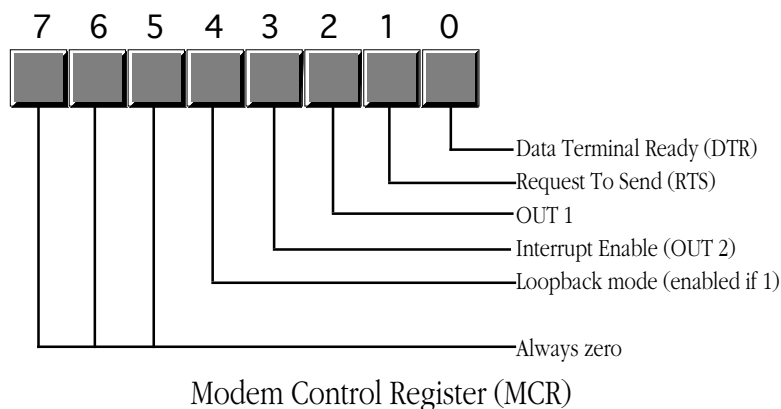 7 6 5 4 3 2 1 0
Data Terminal Ready (DTR)
Request To Send (RTS)
OUT 1
Interrupt Enable (OUT 2)
Loopback mode (enabled if 1)
Always zero
Modem Control Register (MCR)